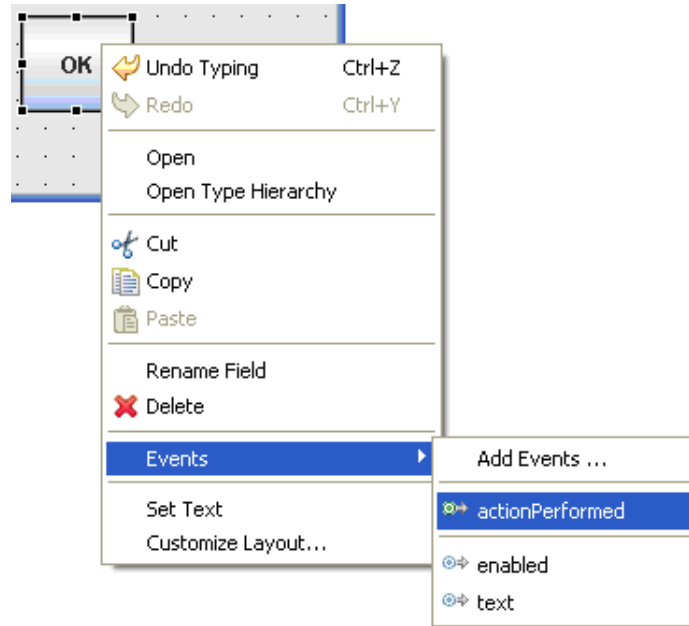 OK
Undo Typing Ctrl+Z
Redo Ctrl+Y
Open
Open Type Hierarchy
Cut
Copy
Paste
Rename Field
Delete
Events
Add Events ...
actionPerformed
Set Text
Customize Layout...
enabled
text